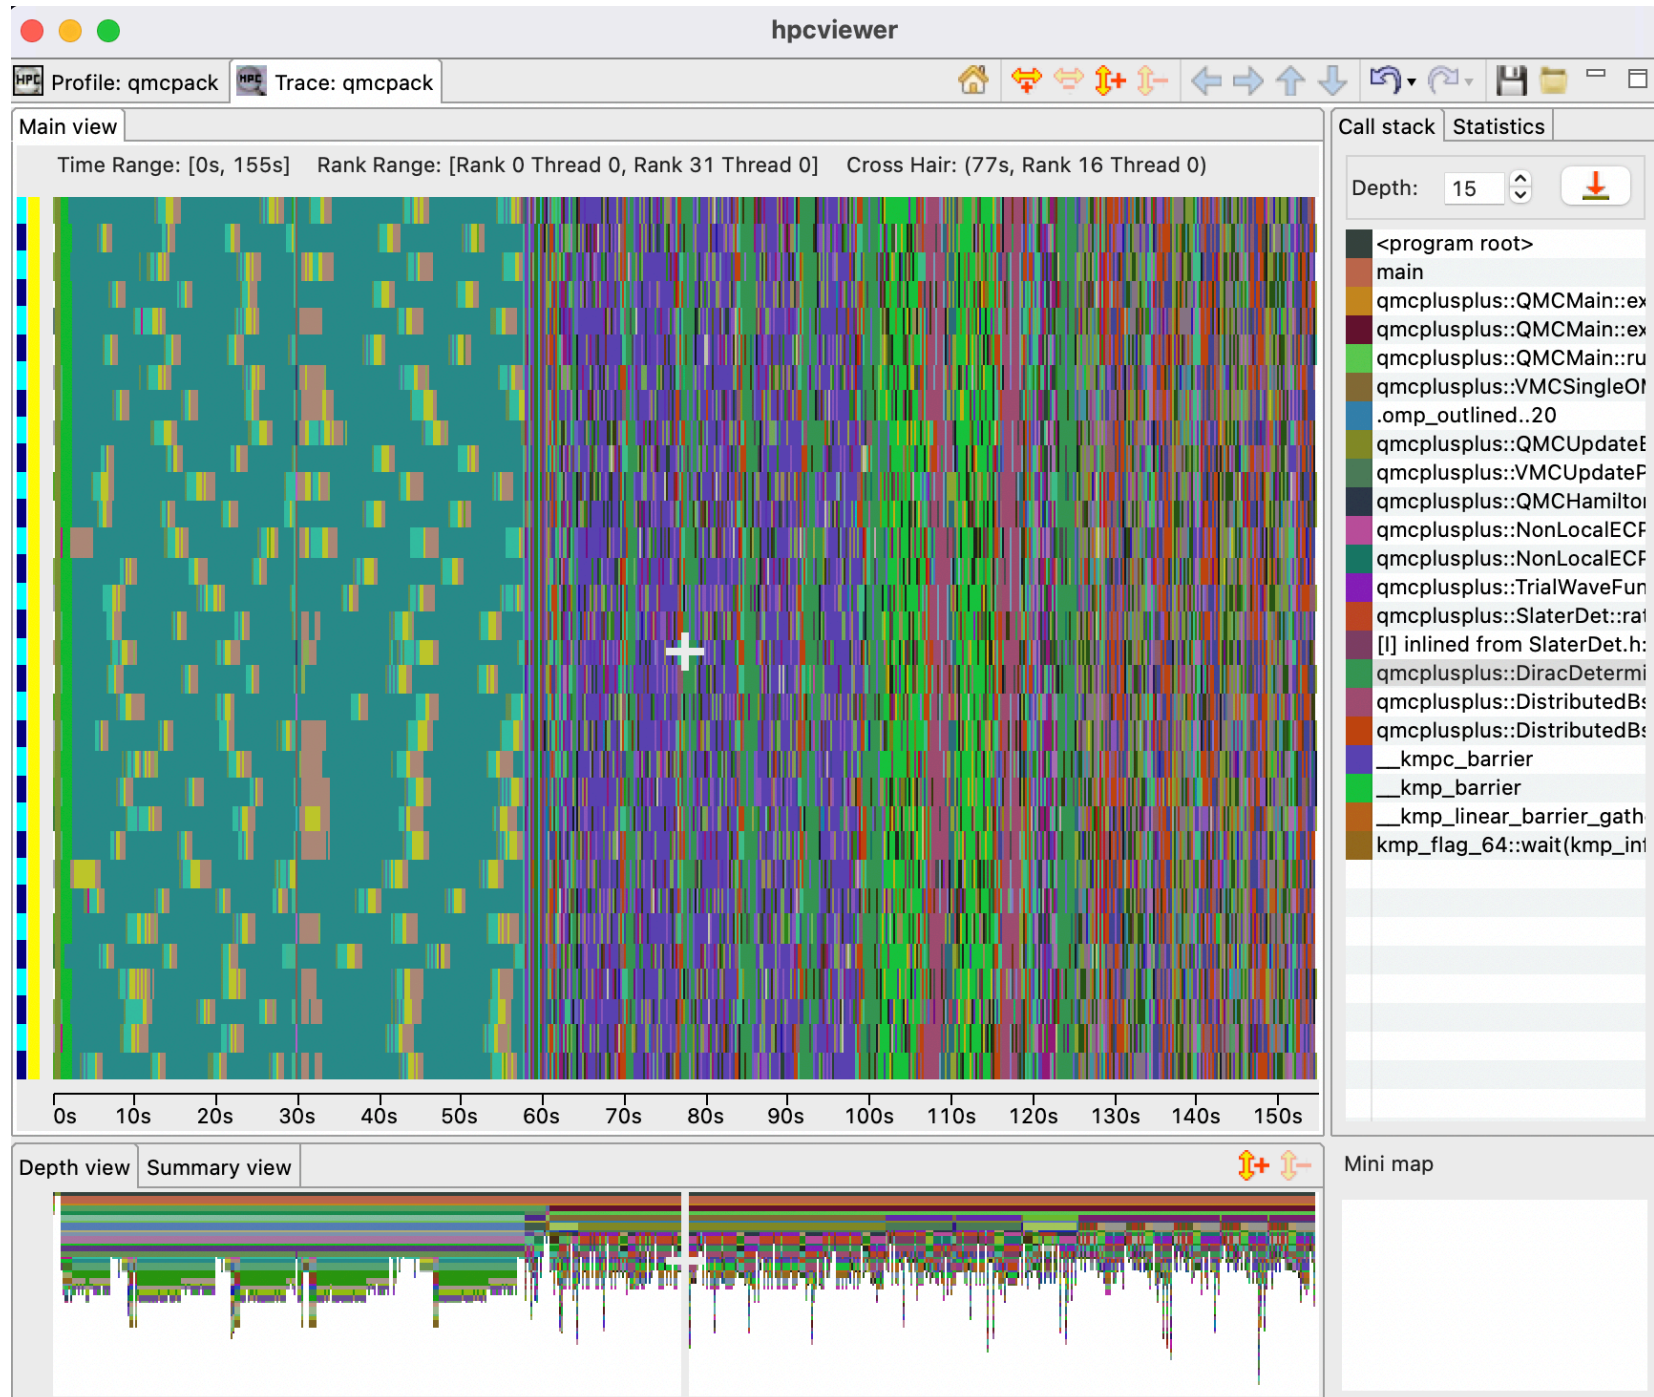 hpcviewer
Profile: qmcpack
Trace: qmcpack
Main view
Time Range: [0s, 155s] Rank Range: [Rank 0 Thread 0, Rank 31 Thread 0] Cross Hair: (77s, Rank 16 Thread 0)
0s 10s 20s 30s 40s 50s 60s 70s 80s 90s 100s 110s 120s 130s 140s 150s
Call stack Statistics
Depth: 15
<program root>
main
qmcplusplus::QMCMain::ex
qmcplusplus::QMCMain::ex
qmcplusplus::QMCMain::ru
qmcplusplus::VMCSingleOM
.omp_outlined..20
qmcplusplus::QMCUpdateE
qmcplusplus::VMCUpdateP
qmcplusplus::QMCHamilto
qmcplusplus::NonLocalECP
qmcplusplus::NonLocalECP
qmcplusplus::TrialWaveFun
qmcplusplus::SlaterDet::rat
[I] inlined from SlaterDet.h:
qmcplusplus::DiracDetermi
qmcplusplus::DistributedBs
qmcplusplus::DistributedBs
__kmpc_barrier
__kmp_barrier
__kmp_linear_barrier_gath
kmp_flag_64::wait(kmp_inf
Depth view Summary view
Mini map